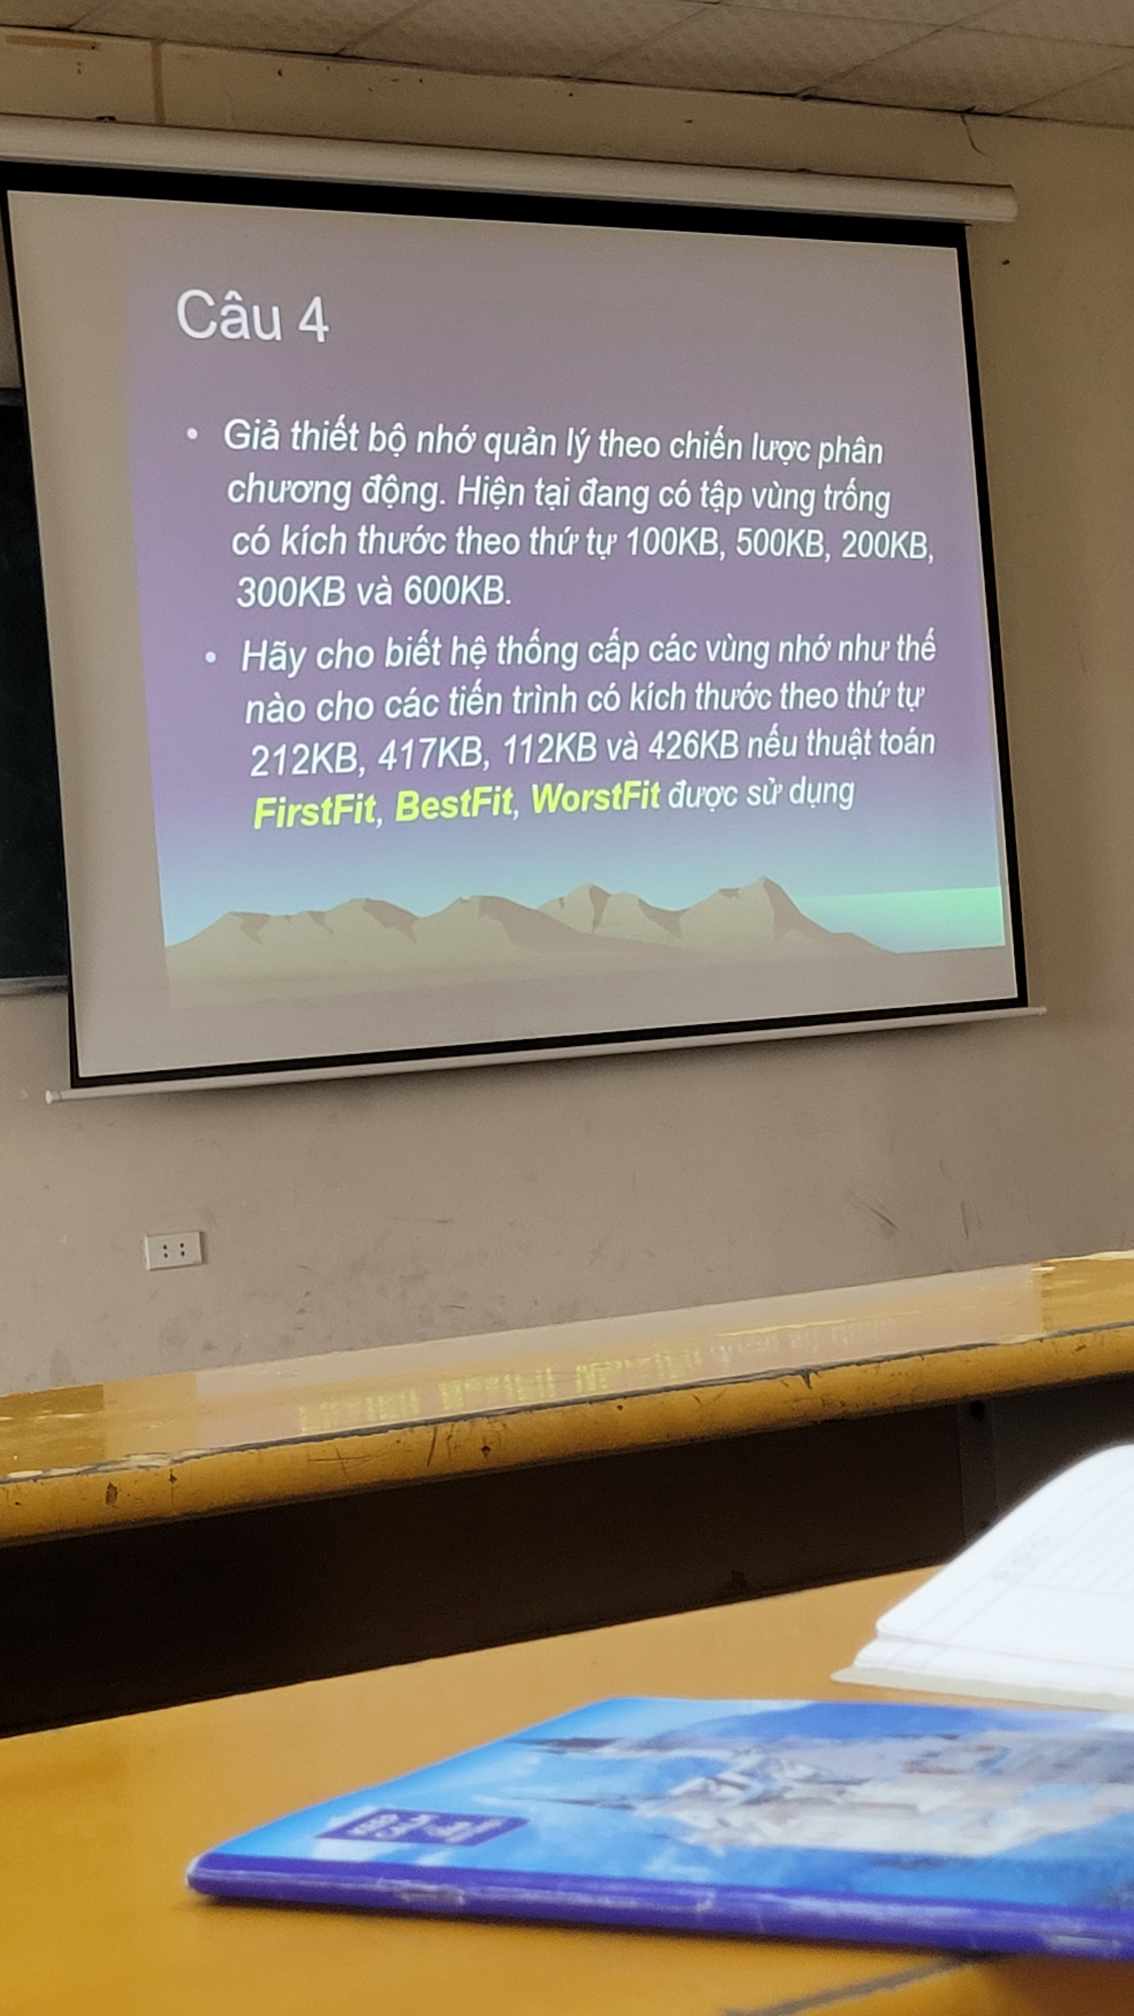 Câu 4
• Giả thiết bộ nhớ quản lý theo chiến lược phân
chương động. Hiện tại đang có tập vùng trống
có kích thước theo thứ tự 100KB, 500KB, 200KB,
300KB và 600KB.
• Hãy cho biết hệ thống cấp các vùng nhớ như thế
nào cho các tiến trình có kích thước theo thứ tự
212KB, 417KB, 112KB và 426KB nếu thuật toán
FirstFit, BestFit, WorstFit được sử dụng